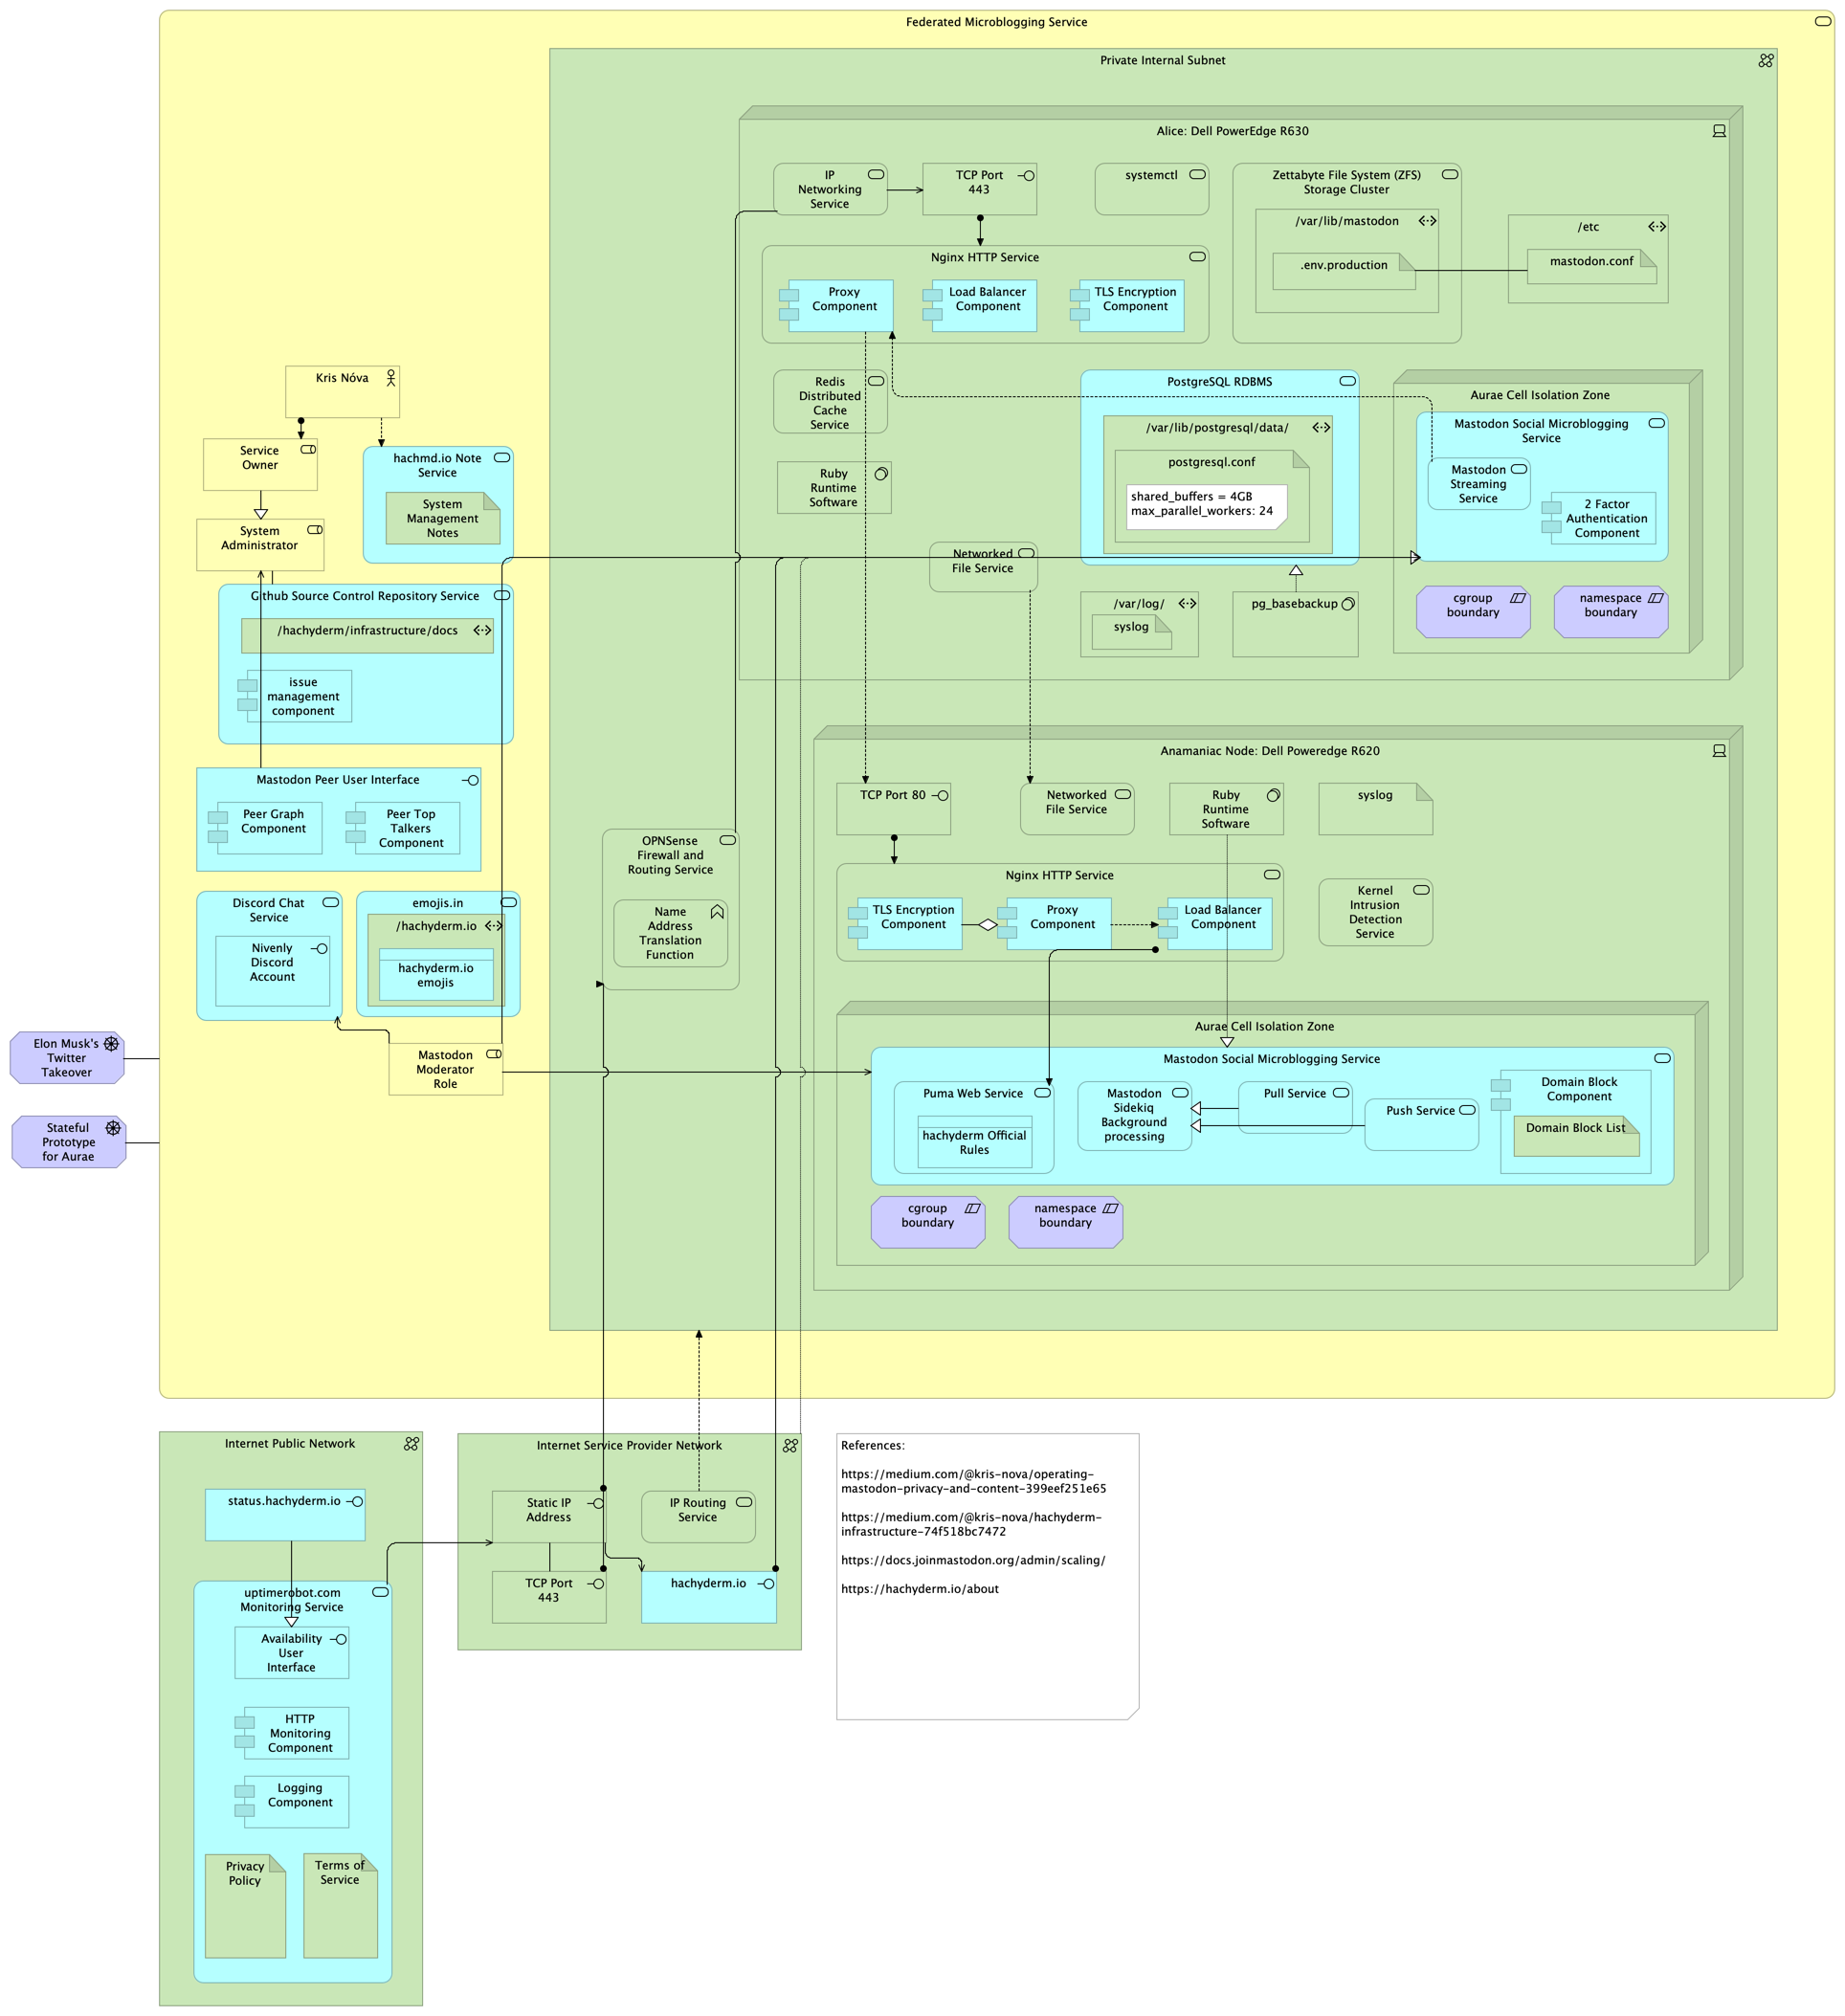 Federated Microblogging Service
Private Internal Subnet
Alice: Dell PowerEdge R630
IP
Networking
Service
TCP Port
443
systemctl
Zettabyte File System (ZFS)
Storage Cluster
/var/lib/mastodon
.env.production
/etc
mastodon.conf
Nginx HTTP Service
Proxy
Component
Load Balancer
Component
TLS Encryption
Component
Redis
Distributed
Cache
Service
Ruby
Runtime
Software
PostgreSQL RDBMS
/var/lib/postgresql/data/
postgresql.conf
shared_buffers = 4GB
max_parallel_workers: 24
Aurae Cell Isolation Zone
Mastodon Social Microblogging
Service
Mastodon
Streaming
Service
2 Factor
Authentication
Component
Networked
File Service
cgroup
boundary
namespace
boundary
/var/log/
syslog
pg_basebackup
Kris Nóva
Service
Owner
hachmd.io Note
Service
System
Management
Notes
System
Administrator
Github Source Control Repository Service
/hachyderm/infrastructure/docs
issue
management
component
Mastodon Peer User Interface
Peer Graph
Component
Peer Top
Talkers
Component
Discord Chat
Service
Nivenly
Discord
Account
emojis.in
/hachyderm.io
hachyderm.io
emojis
Mastodon
Moderator
Role
Elon Musk's
Twitter
Takeover
Stateful
Prototype
for Aurae
OPNSense
Firewall and
Routing Service
Name
Address
Translation
Function
Anamaniac Node: Dell Poweredge R620
TCP Port 80
Networked
File Service
Ruby
Runtime
Software
syslog
Nginx HTTP Service
TLS Encryption
Component
Proxy
Component
Load Balancer
Component
Kernel
Intrusion
Detection
Service
Aurae Cell Isolation Zone
Mastodon Social Microblogging Service
Puma Web Service
hachyderm Official
Rules
Mastodon
Sidekiq
Background
processing
Pull Service
Push Service
Domain Block
Component
Domain Block List
cgroup
boundary
namespace
boundary
Internet Public Network
status.hachyderm.io
uptimerobot.com
Monitoring Service
Availability
User
Interface
HTTP
Monitoring
Component
Logging
Component
Privacy
Policy
Terms of
Service
Internet Service Provider Network
Static IP
Address
IP Routing
Service
TCP Port
443
hachyderm.io
References:
https://medium.com/@kris-nova/operating-
mastodon-privacy-and-content-399eef251e65
https://medium.com/@kris-nova/hachyderm-
infrastructure-74f518bc7472
https://docs.joinmastodon.org/admin/scaling/
https://hachyderm.io/about